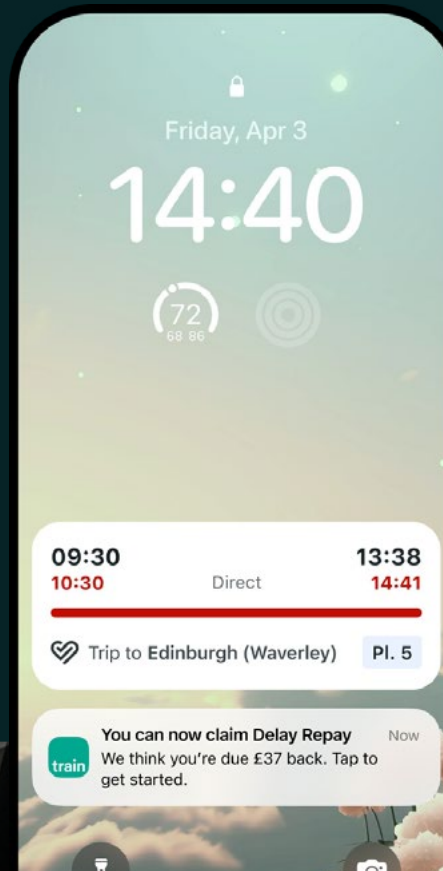 Friday, Apr 3
14:40
72
68 86
09:30 13:38
10:30 Direct 14:41
Trip to Edinburgh (Waverley) Pl. 5
You can now claim Delay Repay Now
train
We think you're due £37 back. Tap to
get started.